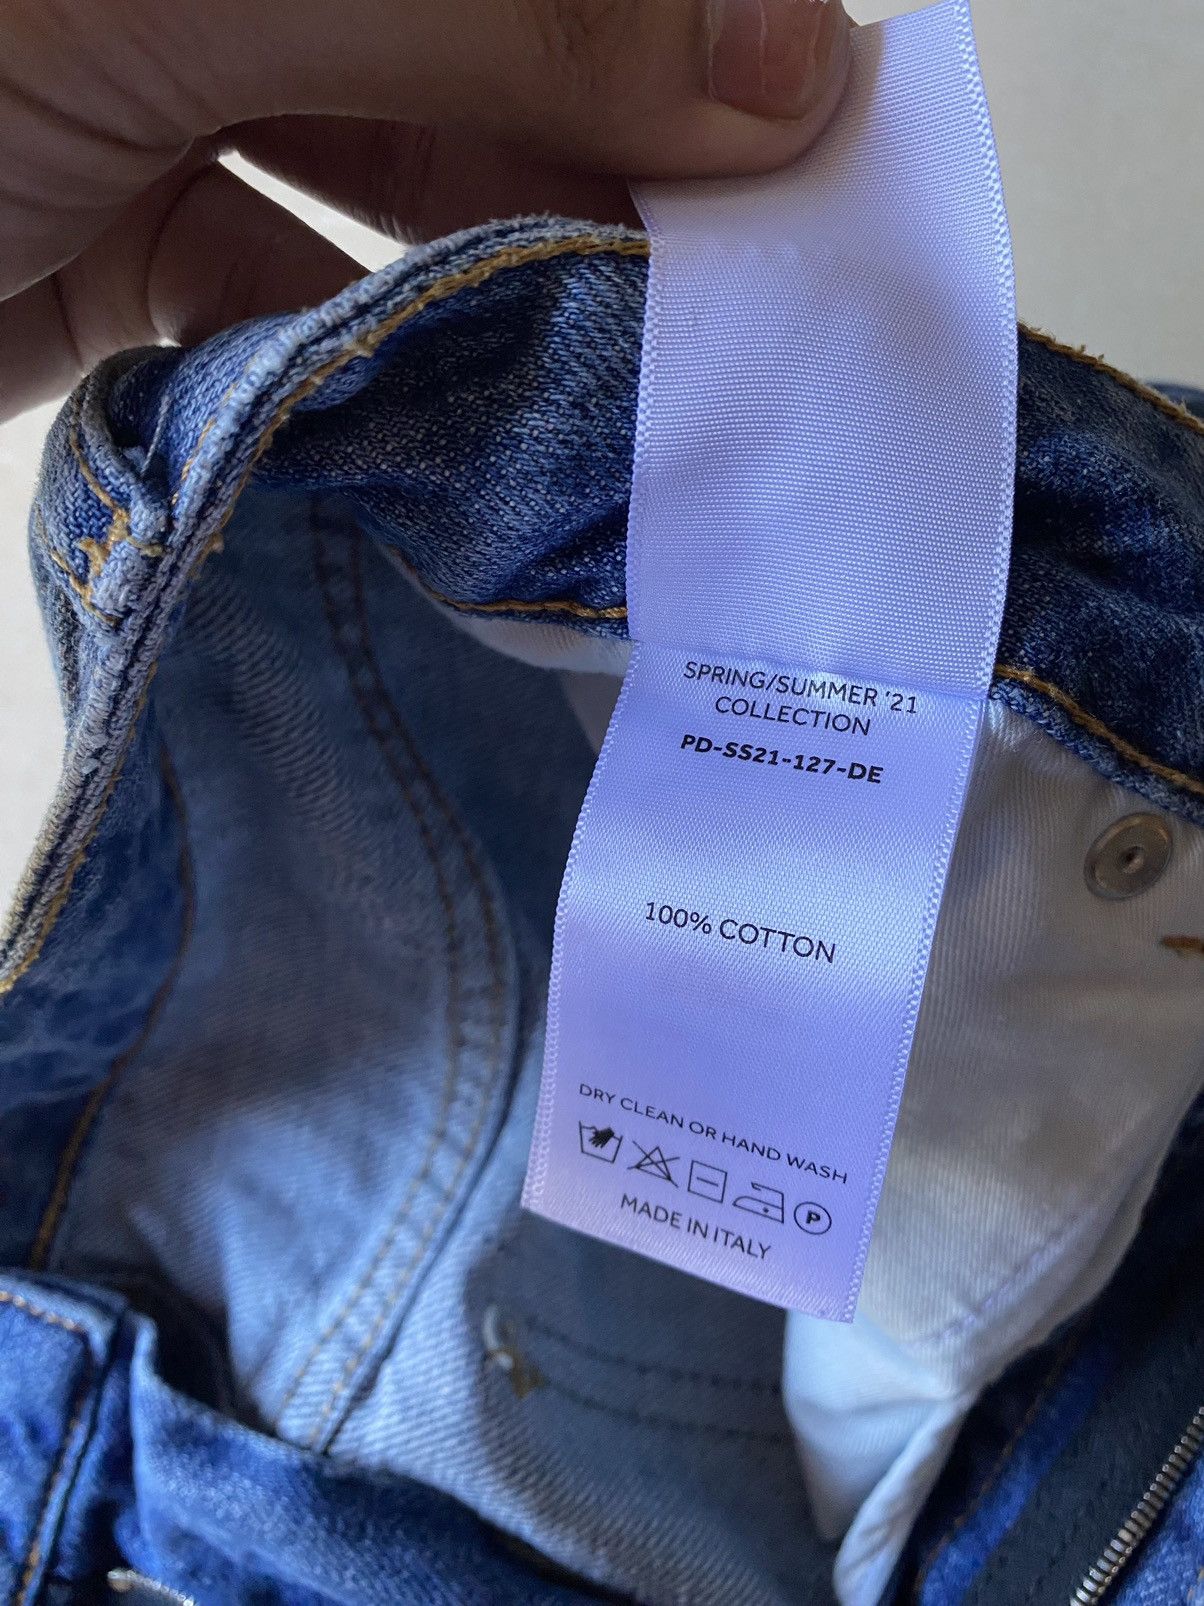 SPRING/SUMMER '21
COLLECTION
PD-SS21-127-DE
100% COTTON
DRY CLEAN OR HAND WASH
P
MADE IN ITALY